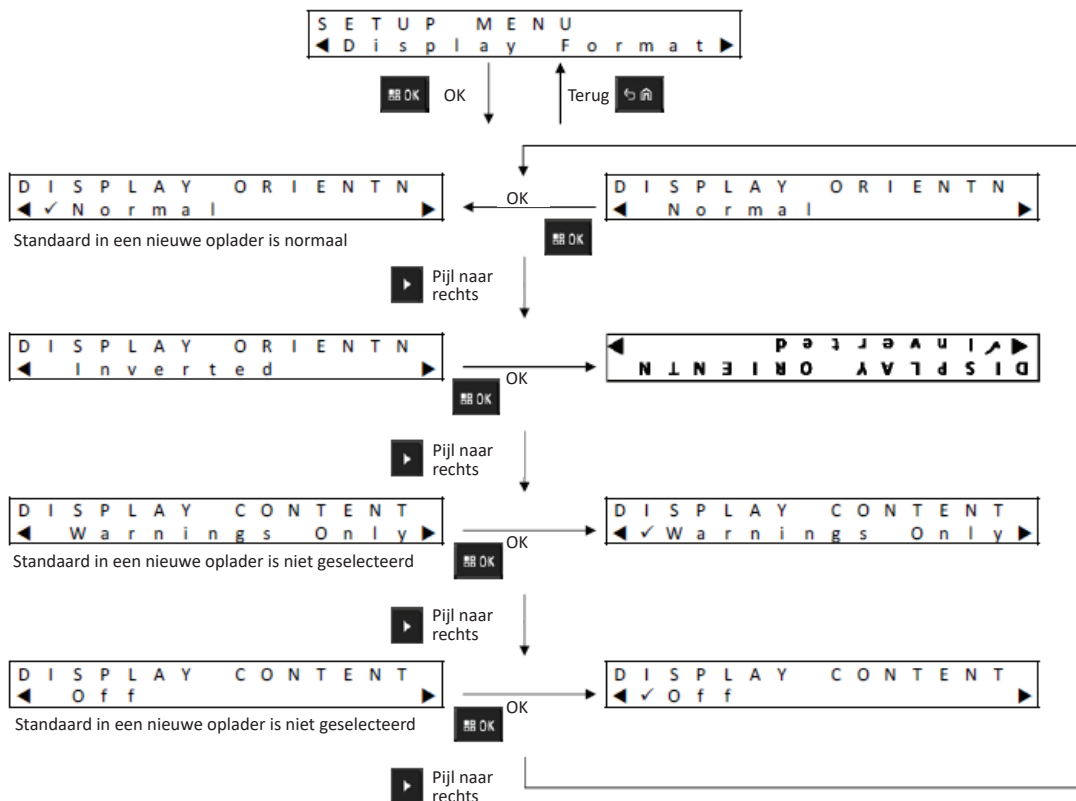 SETUP MENU
◀Display Format▶
OK OK Terug
DISPLAY ORIENTN
◀✓Normal ▶
OK
DISPLAY ORIENTN
◀ Normal ▶
OK
Standaard in een nieuwe oplader is normaal
Pijl naar
rechts
DISPLAY ORIENTN
◀ Inverted ▶
OK
OK
DISPLAY ORIENTN
◀✓Inverted ▶
Pijl naar
rechts
DISPLAY CONTENT
◀ Warnings Only▶
OK
OK
DISPLAY CONTENT
◀✓Warnings Only▶
Standaard in een nieuwe oplader is niet geselecteerd
Pijl naar
rechts
DISPLAY CONTENT
◀ Off ▶
OK
OK
DISPLAY CONTENT
◀✓Off ▶
Standaard in een nieuwe oplader is niet geselecteerd
Pijl naar
rechts